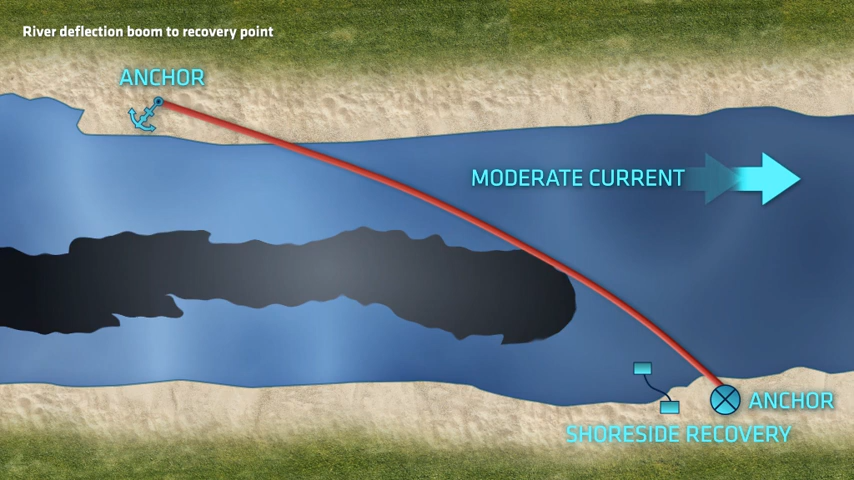 River deflection boom to recovery point
ANCHOR
MODERATE CURRENT
ANCHOR
SHORESIDE RECOVERY